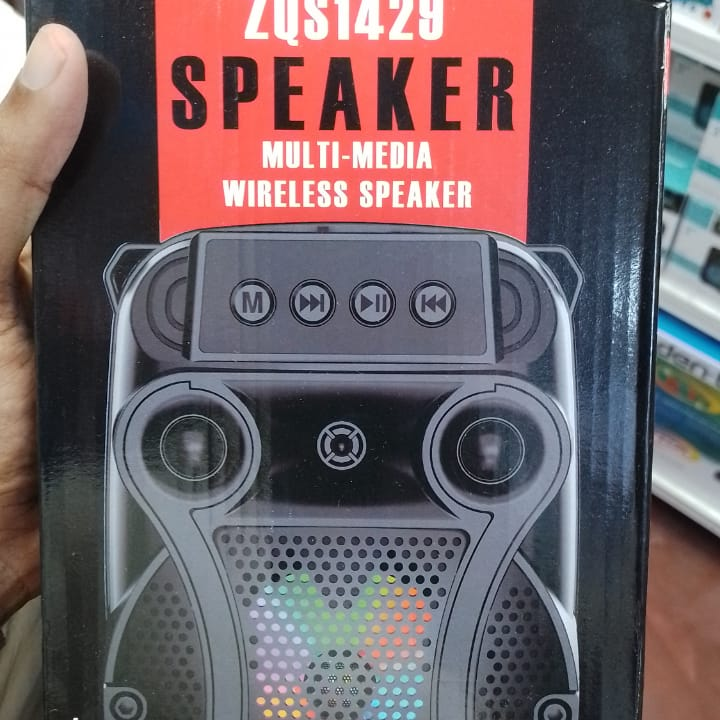 ZQS1429
SPEAKER
MULTI-MEDIA
WIRELESS SPEAKER
M